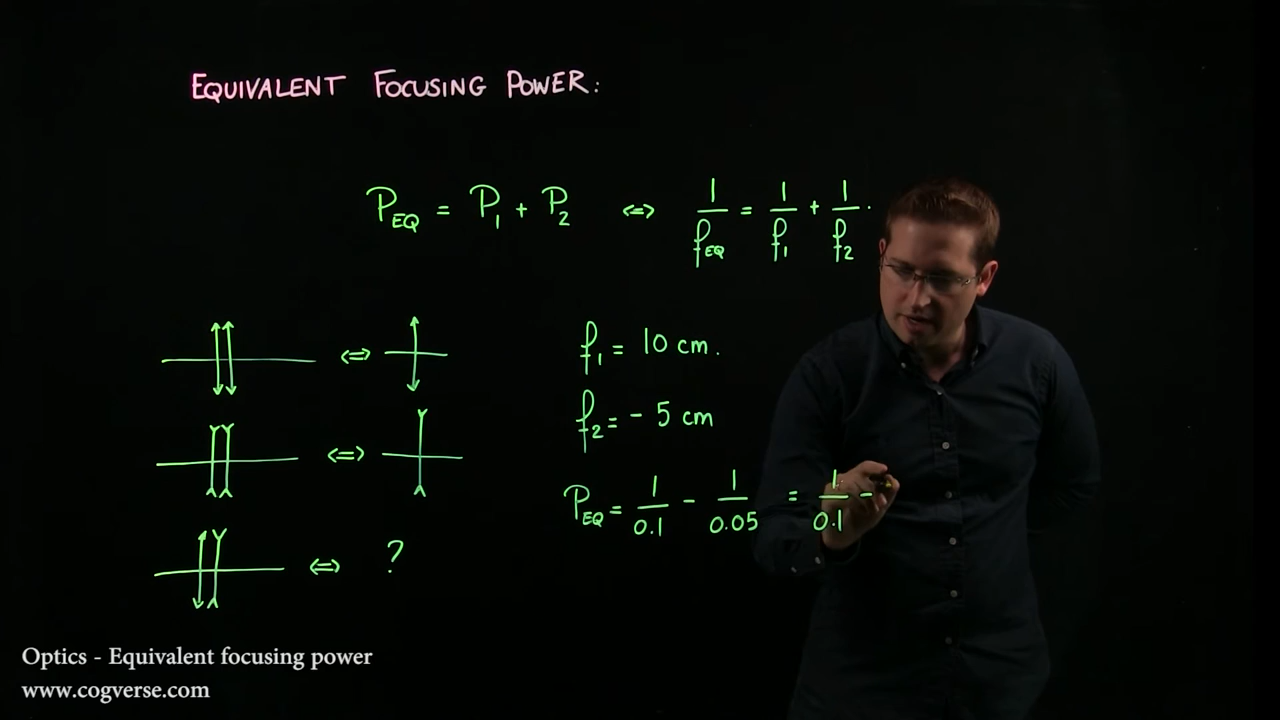 EQUIVALENT FOCUSING POWER:
P_EQ = P_1 + P_2 <=> 1/f_EQ = 1/f_1 + 1/f_2 .
<=>
f_1 = 10 cm.
<=>
f_2 = - 5 cm
P_EQ = 1/0.1 - 1/0.05 = 1/0.1 -
<=> ?
Optics - Equivalent focusing power
www.cogverse.com